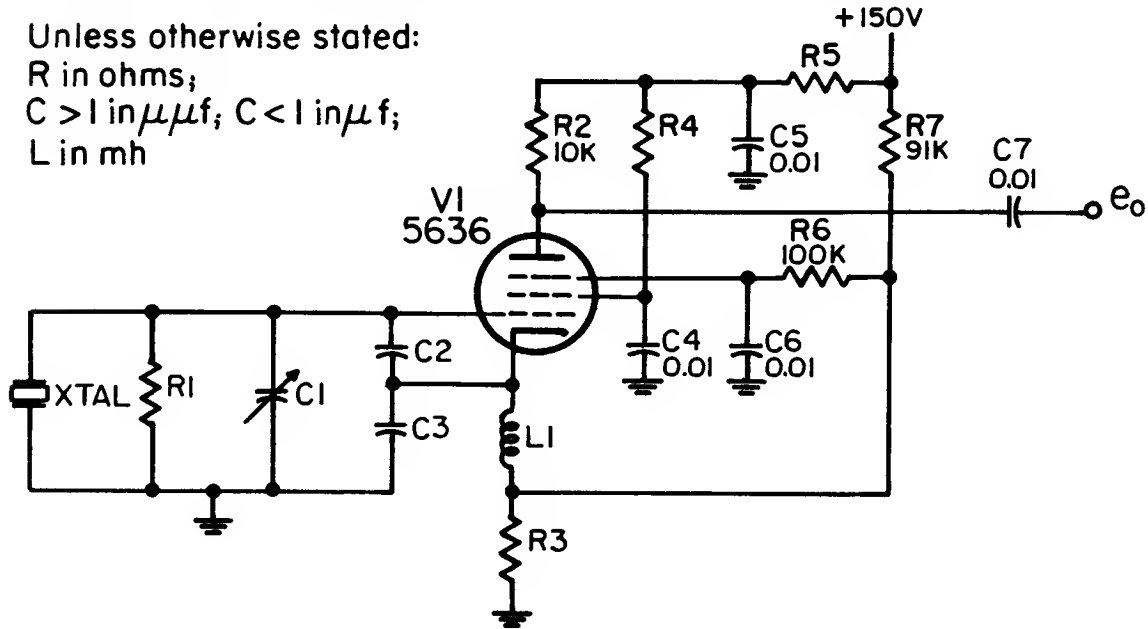 Unless otherwise stated:
R in ohms;
C > 1 in μμf; C < 1 in μf;
L in mh
+150V
R5
R2
10K
R4
C5
0.01
R7
91K
C7
0.01
eo
V1
5636
R6
100K
C4
0.01
C6
0.01
XTAL
R1
C1
C2
C3
L1
R3